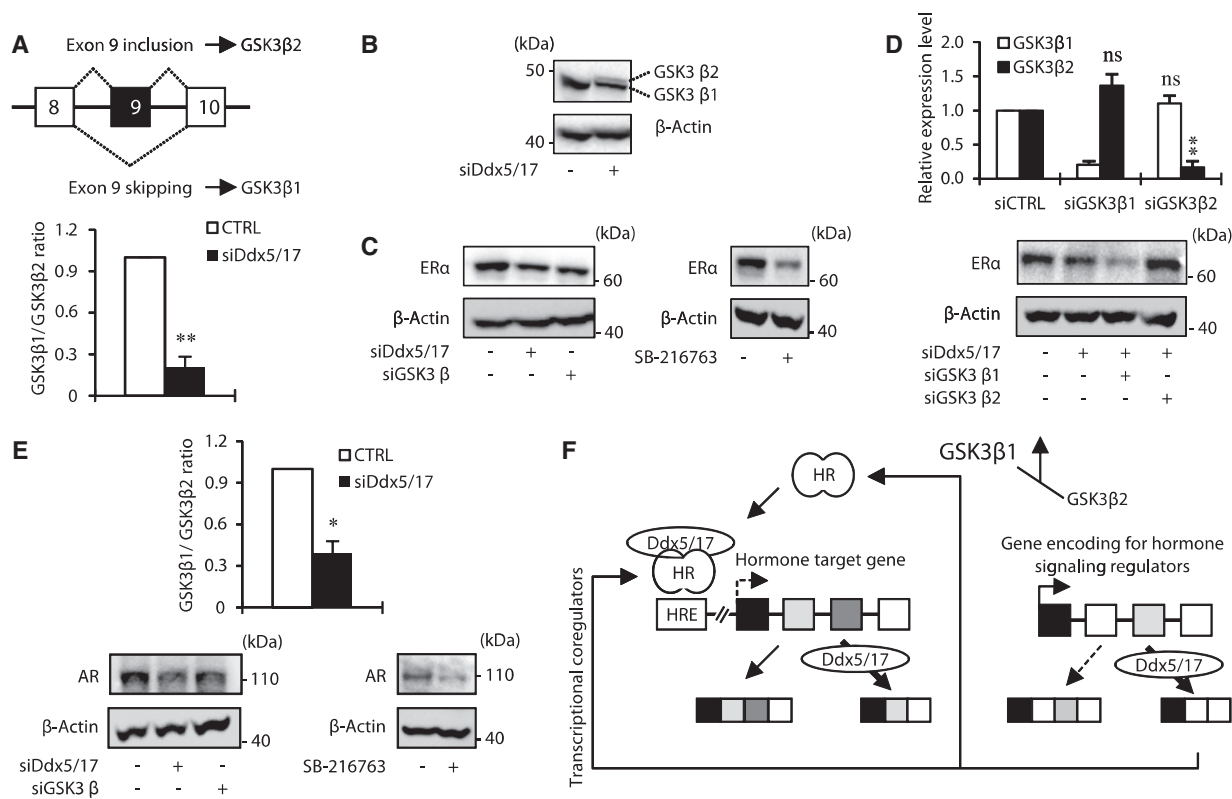 A
Exon 9 inclusion
GSK3β2
8
9
10
Exon 9 skipping
GSK3β1
GSK3β1/ G SK3β2 ratio
1.2
0.9
0.6
0.3
0
CTRL
siDdx5/17
**
B
(kDa)
50
40
GSK3 β2
GSK3 β1
β-Actin
siDdx5/17
- +
C
(kDa)
ERα
60
β-Actin
40
siDdx5/17 - + -
siGSK3 β - - +
(kDa)
ERα
60
β-Actin
40
SB-216763 - +
D
Relative expression level
2.0
1.5
1.0
0.5
0.0
GSK3β1
GSK3β2
ns
ns
**
siCTRL
siGSK3β1
siGSK3β2
(kDa)
ERα
60
β-Actin
40
siDdx5/17 - + + +
siGSK3 β1 - - + -
siGSK3 β2 - - - +
E
GSK3β1/ GSK3β2 ratio
1.2
0.9
0.6
0.3
0
CTRL
siDdx5/17
*
(kDa)
AR
110
β-Actin
40
siDdx5/17 - + -
siGSK3 β - - +
(kDa)
AR
110
β-Actin
40
SB-216763 - +
F
GSK3β1
GSK3β2
HR
Ddx5/17
HR
HRE
Hormone target gene
Ddx5/17
Gene encoding for hormone
signaling regulators
Ddx5/17
Transcriptional coregulators